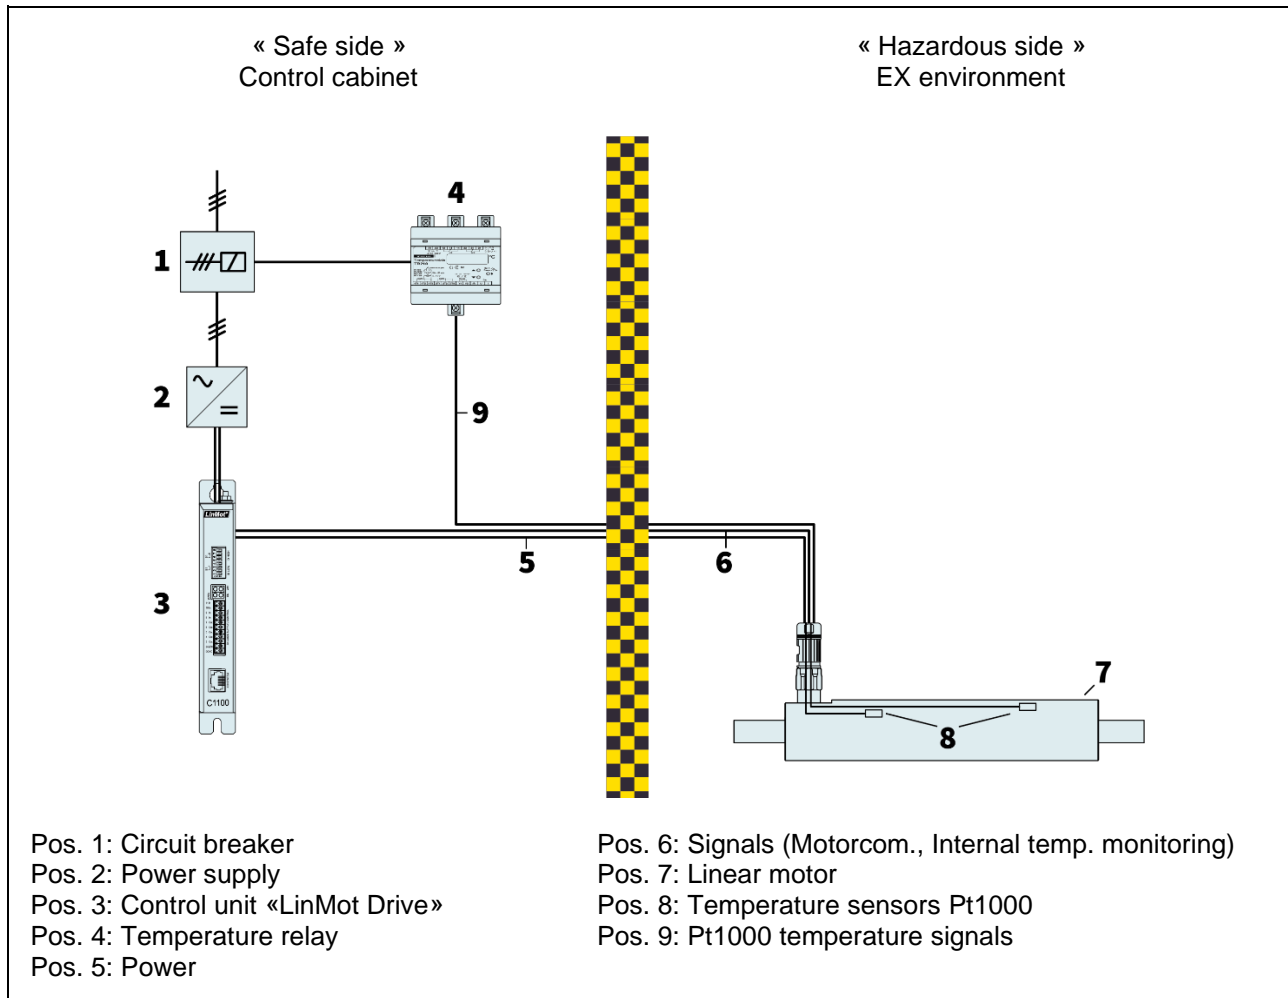 « Safe side »
Control cabinet
« Hazardous side »
EX environment
4
1
°C
2
9
LinMot
5
6
3
7
C1100
8
Pos. 1: Circuit breaker
Pos. 2: Power supply
Pos. 3: Control unit «LinMot Drive»
Pos. 4: Temperature relay
Pos. 5: Power
Pos. 6: Signals (Motorcom., Internal temp. monitoring)
Pos. 7: Linear motor
Pos. 8: Temperature sensors Pt1000
Pos. 9: Pt1000 temperature signals